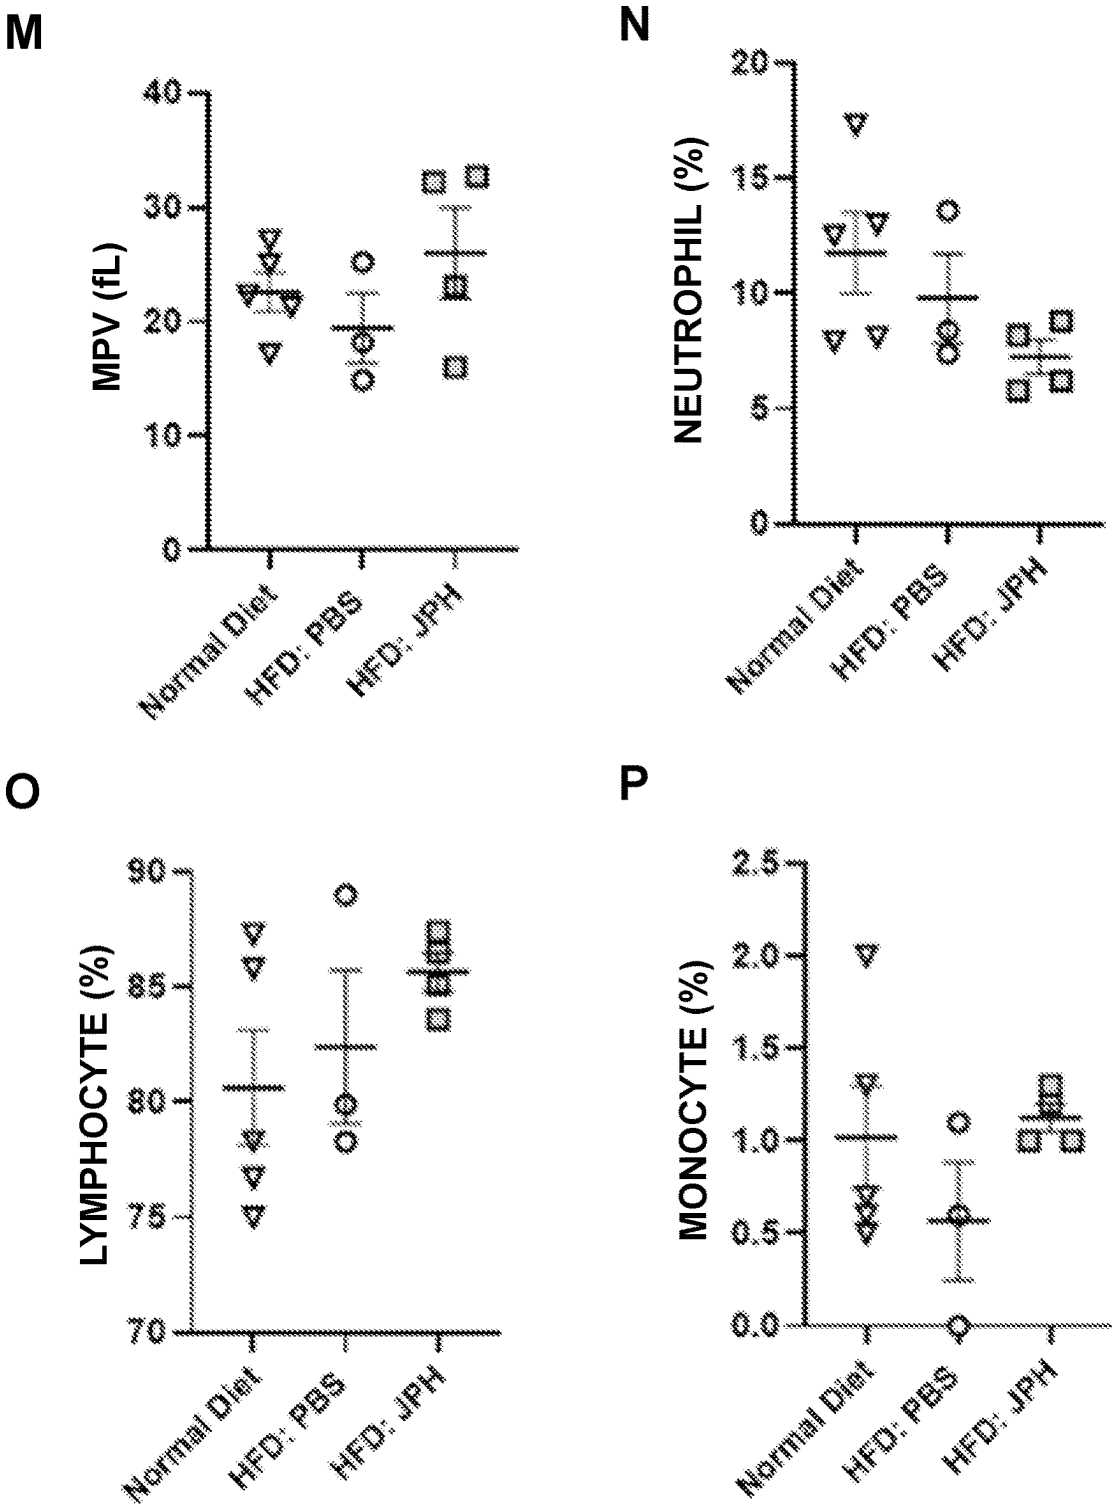 M
40
30
20
10
0
MPV (fL)
Normal Diet
HFD: PBS
HFD: JPH
N
20
15
10
5
0
NEUTROPHIL (%)
Normal Diet
HFD: PBS
HFD: JPH
O
90
85
80
75
70
LYMPHOCYTE (%)
Normal Diet
HFD: PBS
HFD: JPH
P
2.5
2.0
1.5
1.0
0.5
0.0
MONOCYTE (%)
Normal Diet
HFD: PBS
HFD: JPH